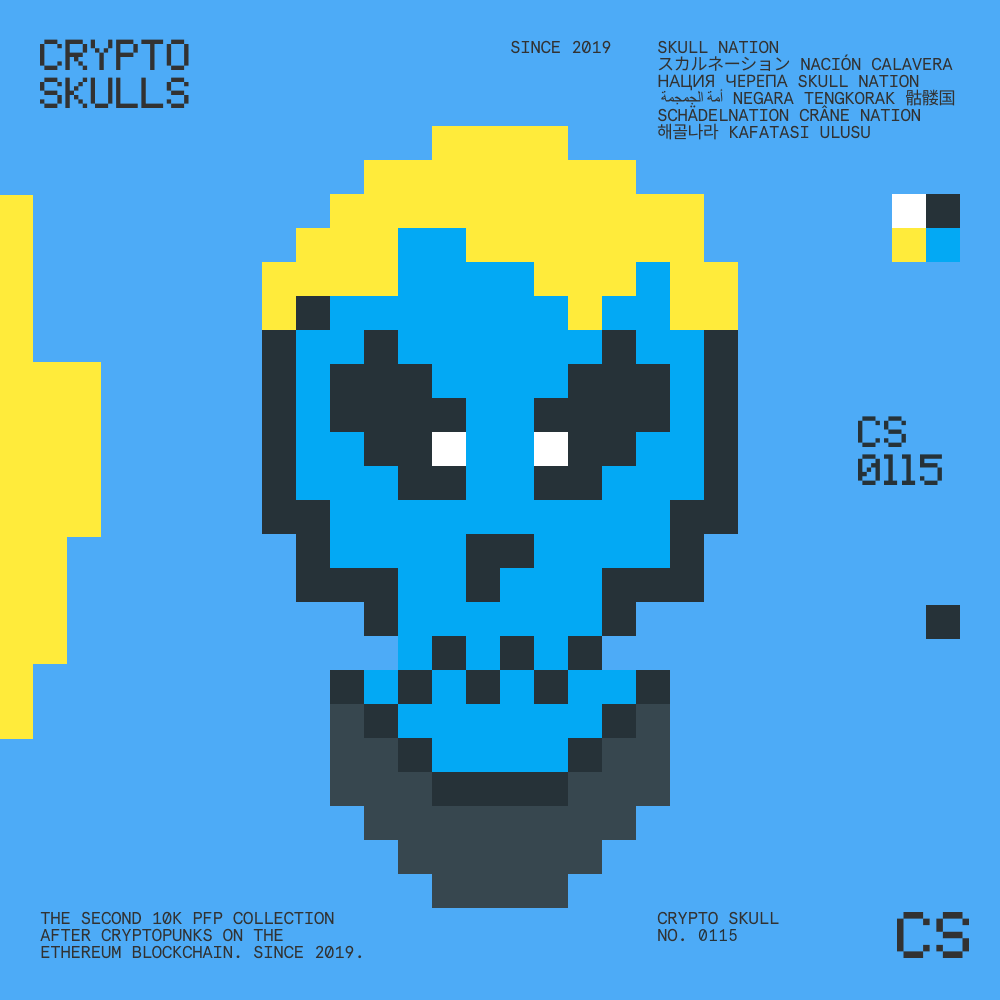 CRYPTO
SKULLS
SINCE 2019
SKULL NATION
スカルネーション NACIÓN CALAVERA
НАЦИЯ ЧЕРЕПА SKULL NATION
أمة الجمجمة NEGARA TENGKORAK 骷髅国
SCHÄDELNATION CRÂNE NATION
해골나라 KAFATASI ULUSU
CS
0115
THE SECOND 10K PFP COLLECTION
AFTER CRYPTOPUNKS ON THE
ETHEREUM BLOCKCHAIN. SINCE 2019.
CRYPTO SKULL
NO. 0115
CS